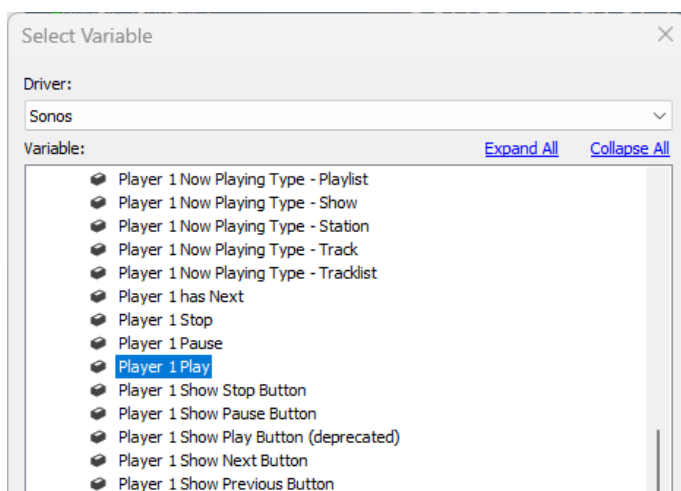 Select Variable
Driver:
Sonos
Variable: Expand All Collapse All
Player 1 Now Playing Type - Playlist
Player 1 Now Playing Type - Show
Player 1 Now Playing Type - Station
Player 1 Now Playing Type - Track
Player 1 Now Playing Type - Tracklist
Player 1 has Next
Player 1 Stop
Player 1 Pause
Player 1 Play
Player 1 Show Stop Button
Player 1 Show Pause Button
Player 1 Show Play Button (deprecated)
Player 1 Show Next Button
Player 1 Show Previous Button